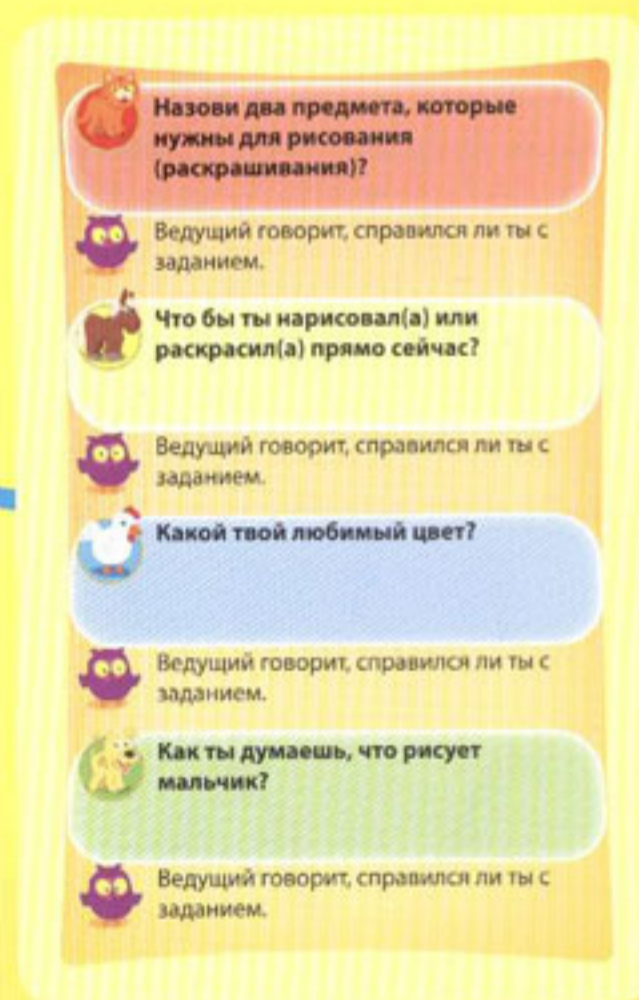 Назови два предмета, которые
нужны для рисования
(раскрашивания)?
Ведущий говорит, справился ли ты с
заданием.
Что бы ты нарисовал(а) или
раскрасил(а) прямо сейчас?
Ведущий говорит, справился ли ты с
заданием.
Какой твой любимый цвет?
Ведущий говорит, справился ли ты с
заданием.
Как ты думаешь, что рисует
мальчик?
Ведущий говорит, справился ли ты с
заданием.